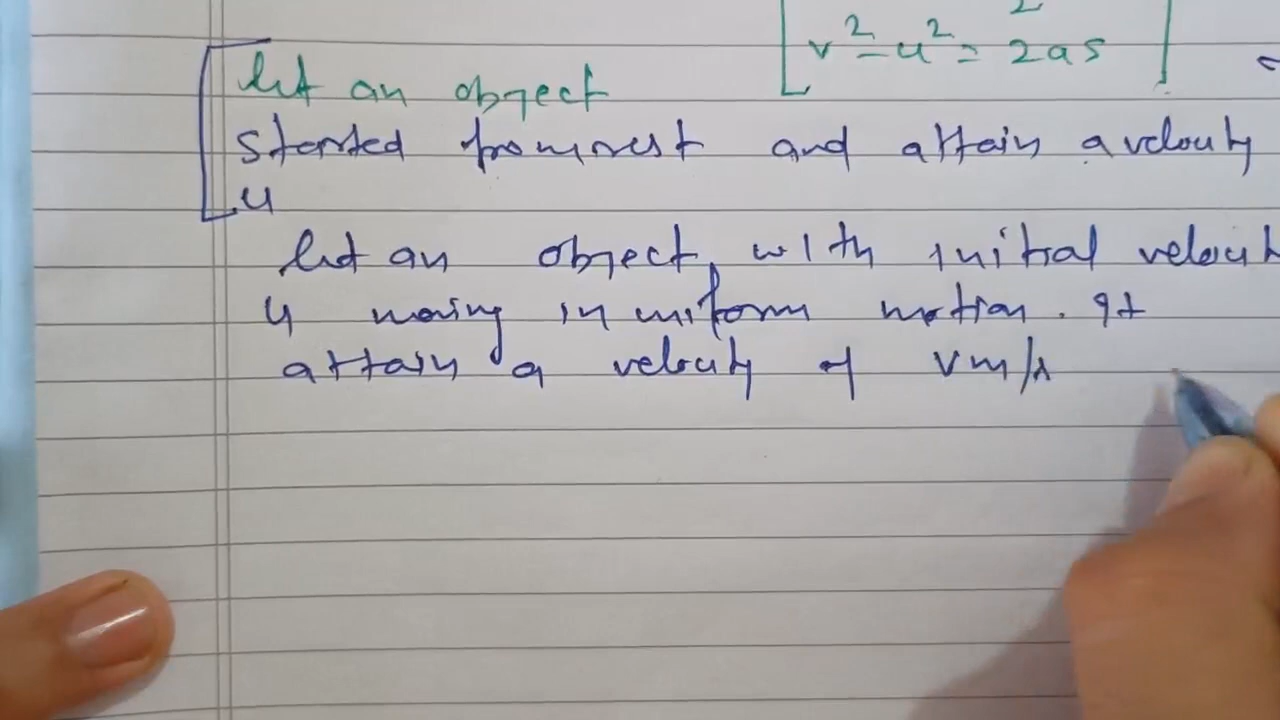 v² - u² = 2as
let an object
started from rest and attain a velocity
u
let an object, with initial velocit
u moving in uniform motion. It
attain a velocity of v m/s